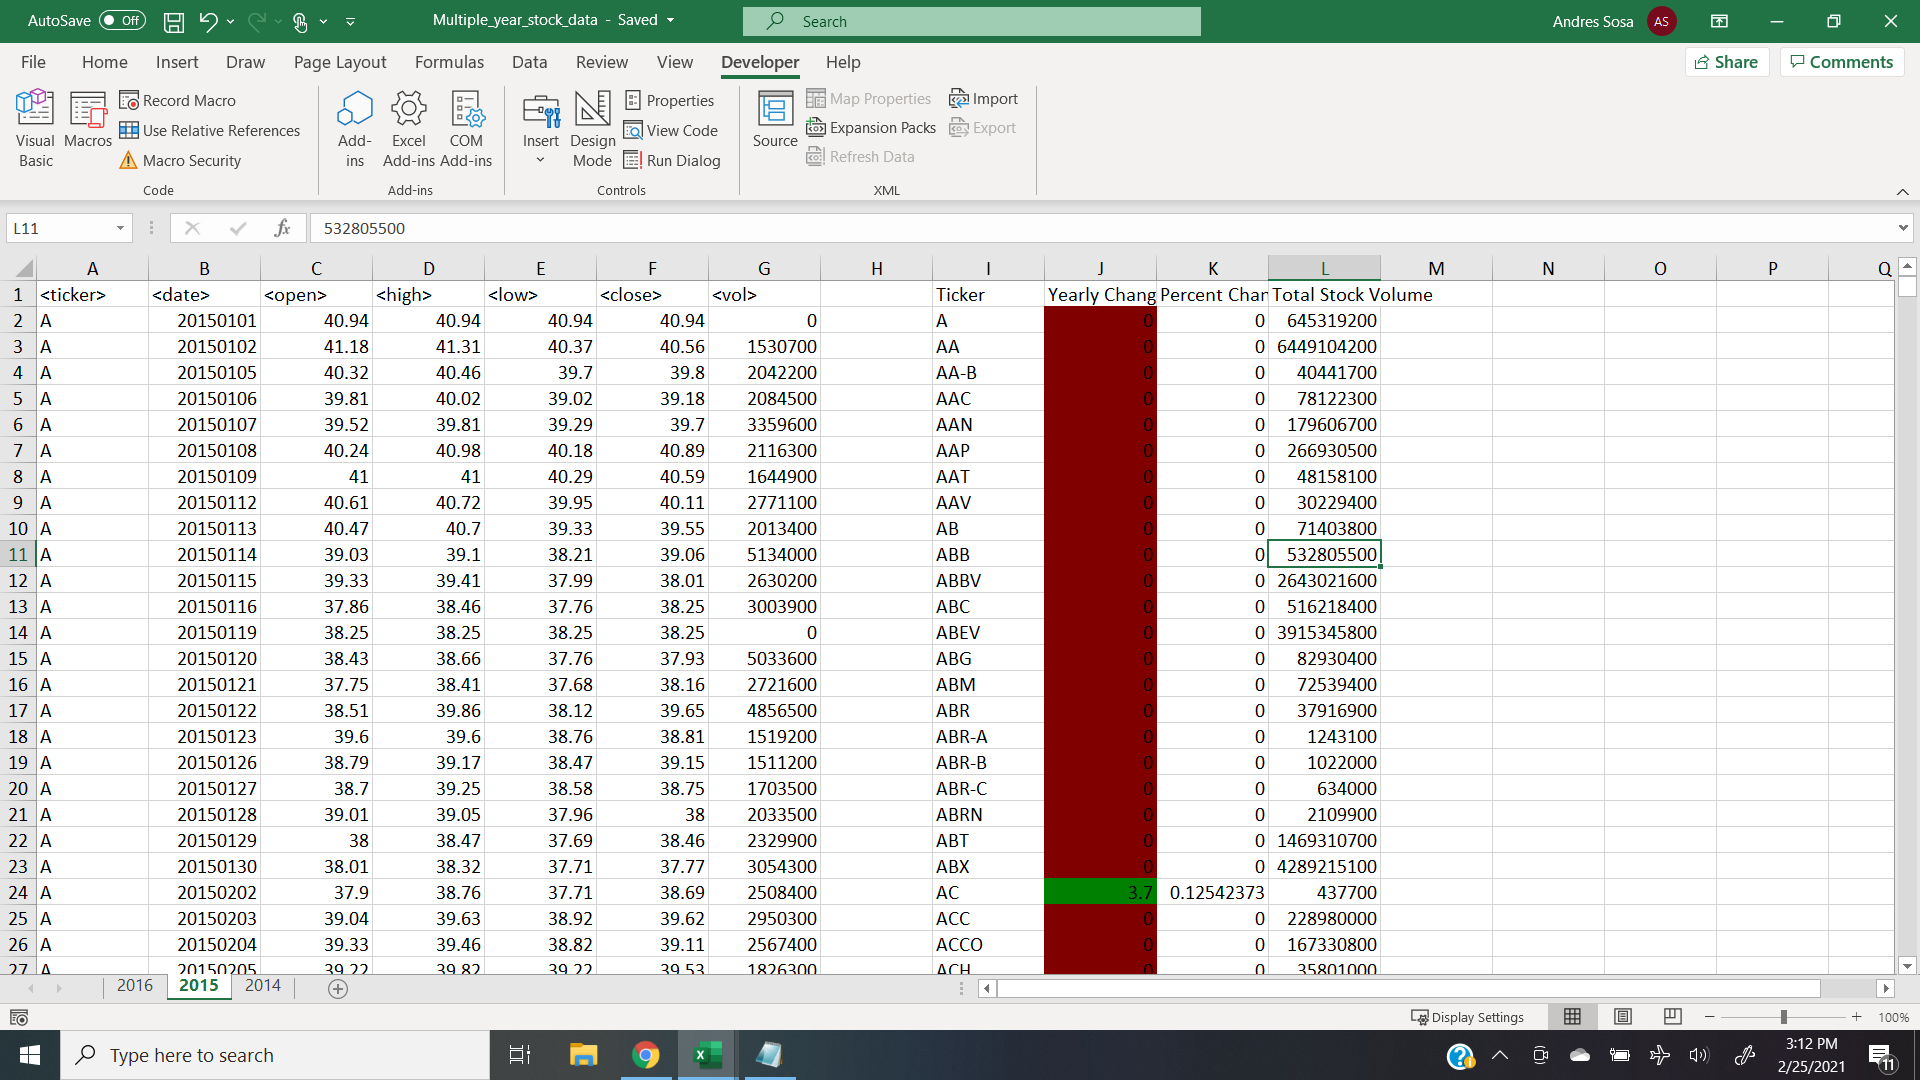 AutoSave Off Multiple_year_stock_data - Saved Search Andres Sosa AS
File Home Insert Draw Page Layout Formulas Data Review View Developer Help Share Comments
Visual Basic
Macros
Record Macro
Use Relative References
Macro Security
Code
Add-ins
Excel Add-ins
COM Add-ins
Add-ins
Insert
Design Mode
Properties
View Code
Run Dialog
Controls
Source
Map Properties
Expansion Packs
Refresh Data
Import
Export
XML
L11 fx 532805500
A B C D E F G H I J K L M N O P Q
1 <ticker> <date> <open> <high> <low> <close> <vol> Ticker Yearly Chang Percent Chan Total Stock Volume
2 A 20150101 40.94 40.94 40.94 40.94 0 A 0 0 645319200
3 A 20150102 41.18 41.31 40.37 40.56 1530700 AA 0 0 6449104200
4 A 20150105 40.32 40.46 39.7 39.8 2042200 AA-B 0 0 40441700
5 A 20150106 39.81 40.02 39.02 39.18 2084500 AAC 0 0 78122300
6 A 20150107 39.52 39.81 39.29 39.7 3359600 AAN 0 0 179606700
7 A 20150108 40.24 40.98 40.18 40.89 2116300 AAP 0 0 266930500
8 A 20150109 41 41 40.29 40.59 1644900 AAT 0 0 48158100
9 A 20150112 40.61 40.72 39.95 40.11 2771100 AAV 0 0 30229400
10 A 20150113 40.47 40.7 39.33 39.55 2013400 AB 0 0 71403800
11 A 20150114 39.03 39.1 38.21 39.06 5134000 ABB 0 0 532805500
12 A 20150115 39.33 39.41 37.99 38.01 2630200 ABBV 0 0 2643021600
13 A 20150116 37.86 38.46 37.76 38.25 3003900 ABC 0 0 516218400
14 A 20150119 38.25 38.25 38.25 38.25 0 ABEV 0 0 3915345800
15 A 20150120 38.43 38.66 37.76 37.93 5033600 ABG 0 0 82930400
16 A 20150121 37.75 38.41 37.68 38.16 2721600 ABM 0 0 72539400
17 A 20150122 38.51 39.86 38.12 39.65 4856500 ABR 0 0 37916900
18 A 20150123 39.6 39.6 38.76 38.81 1519200 ABR-A 0 0 1243100
19 A 20150126 38.79 39.17 38.47 39.15 1511200 ABR-B 0 0 1022000
20 A 20150127 38.7 39.25 38.58 38.75 1703500 ABR-C 0 0 634000
21 A 20150128 39.01 39.05 37.96 38 2033500 ABRN 0 0 2109900
22 A 20150129 38 38.47 37.69 38.46 2329900 ABT 0 0 1469310700
23 A 20150130 38.01 38.32 37.71 37.77 3054300 ABX 0 0 4289215100
24 A 20150202 37.9 38.76 37.71 38.69 2508400 AC 3.7 0.12542373 437700
25 A 20150203 39.04 39.63 38.92 39.62 2950300 ACC 0 0 228980000
26 A 20150204 39.33 39.46 38.82 39.11 2567400 ACCO 0 0 167330800
27 A 20150205 39.22 39.82 39.22 39.53 1826300 ACH 0 0 35801000
2016 2015 2014
Display Settings 100%
Type here to search
3:12 PM
2/25/2021
11